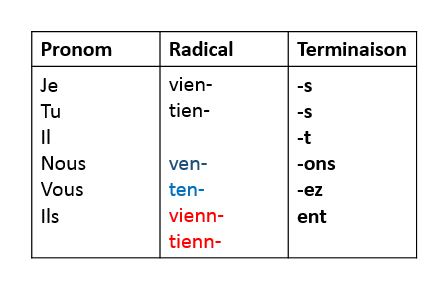 Pronom Radical Terminaison
Je vien- -s
Tu tien- -s
Il -t
Nous ven- -ons
Vous ten- -ez
Ils vienn- ent
tienn-